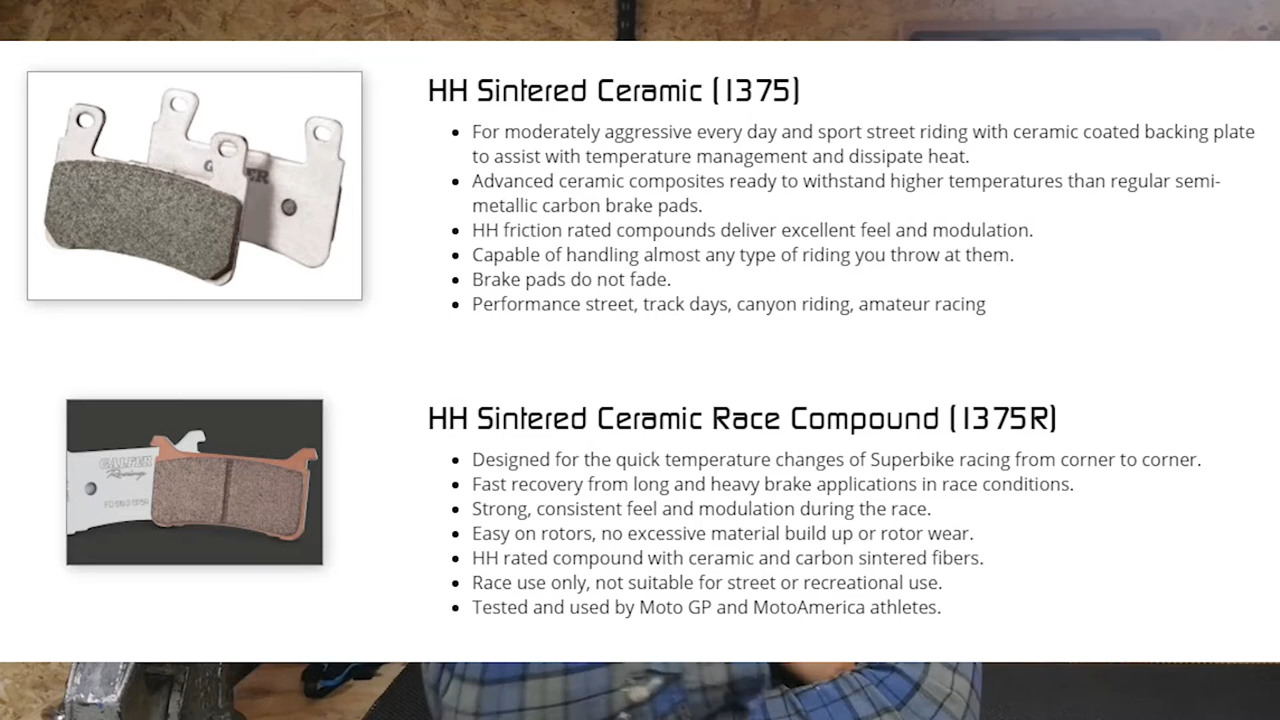 HH Sintered Ceramic (1375)
• For moderately aggressive every day and sport street riding with ceramic coated backing plate
to assist with temperature management and dissipate heat.
• Advanced ceramic composites ready to withstand higher temperatures than regular semi-
metallic carbon brake pads.
• HH friction rated compounds deliver excellent feel and modulation.
• Capable of handling almost any type of riding you throw at them.
• Brake pads do not fade.
• Performance street, track days, canyon riding, amateur racing
HH Sintered Ceramic Race Compound (1375R)
GALFER
Racing
• Designed for the quick temperature changes of Superbike racing from corner to corner.
• Fast recovery from long and heavy brake applications in race conditions.
• Strong, consistent feel and modulation during the race.
• Easy on rotors, no excessive material build up or rotor wear.
• HH rated compound with ceramic and carbon sintered fibers.
• Race use only, not suitable for street or recreational use.
• Tested and used by Moto GP and MotoAmerica athletes.